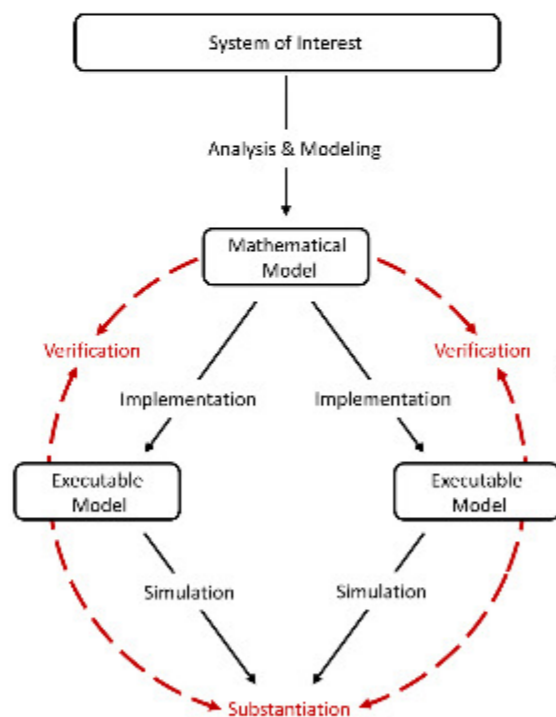 System of Interest
Analysis & Modeling
Mathematical
Model
Verification
Verification
Implementation
Implementation
Executable
Model
Executable
Model
Simulation
Simulation
Substantiation